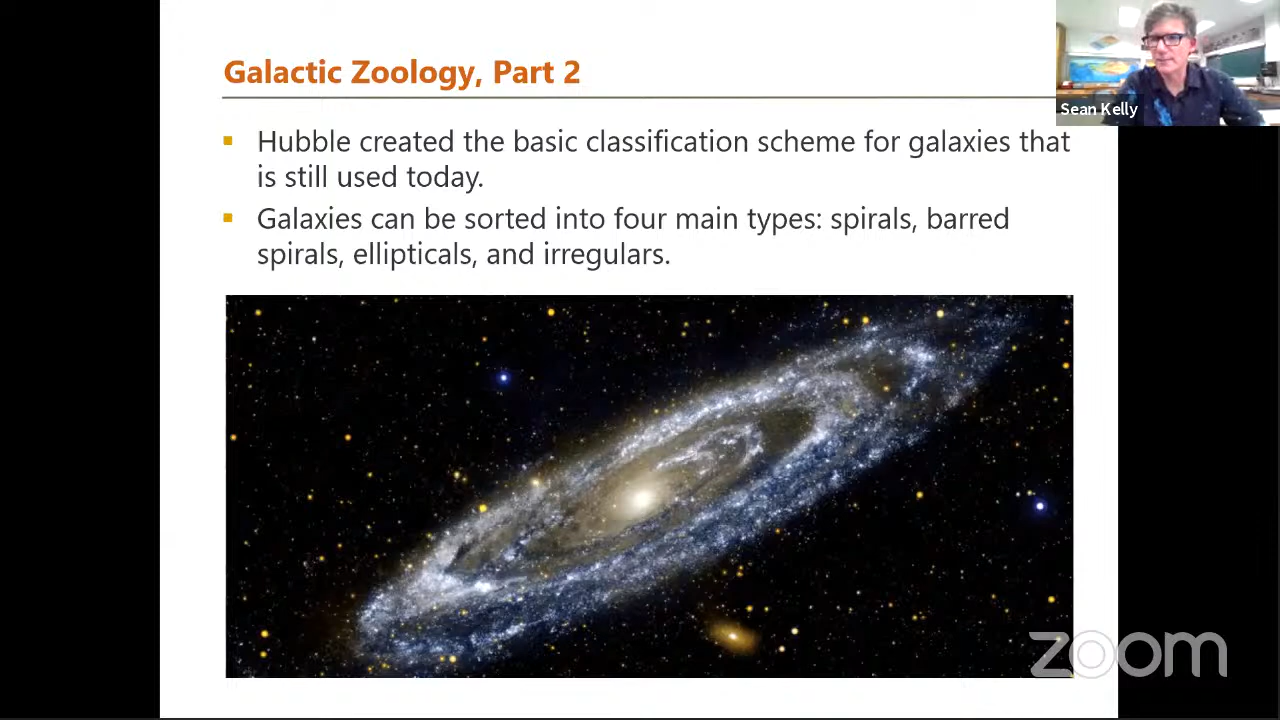 Galactic Zoology, Part 2
Sean Kelly
Hubble created the basic classification scheme for galaxies that
is still used today.
Galaxies can be sorted into four main types: spirals, barred
spirals, ellipticals, and irregulars.
zoom